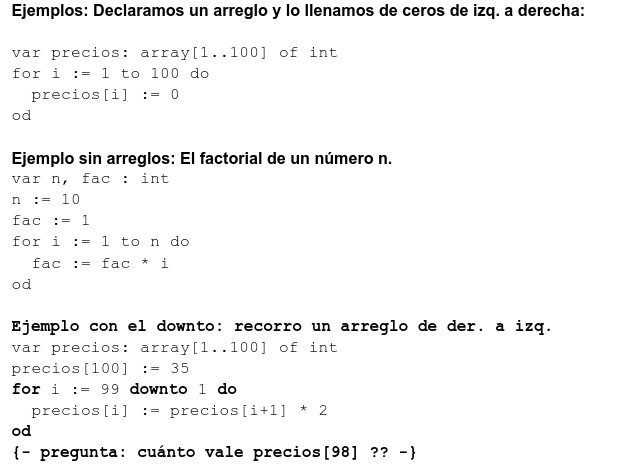 Ejemplos: Declaramos un arreglo y lo llenamos de ceros de izq. a derecha:
var precios: array[1..100] of int
for i := 1 to 100 do
  precios[i] := 0
od
Ejemplo sin arreglos: El factorial de un número n.
var n, fac : int
n := 10
fac := 1
for i := 1 to n do
  fac := fac * i
od
Ejemplo con el downto: recorro un arreglo de der. a izq.
var precios: array[1..100] of int
precios[100] := 35
for i := 99 downto 1 do
  precios[i] := precios[i+1] * 2
od
{- pregunta: cuánto vale precios[98] ?? -}